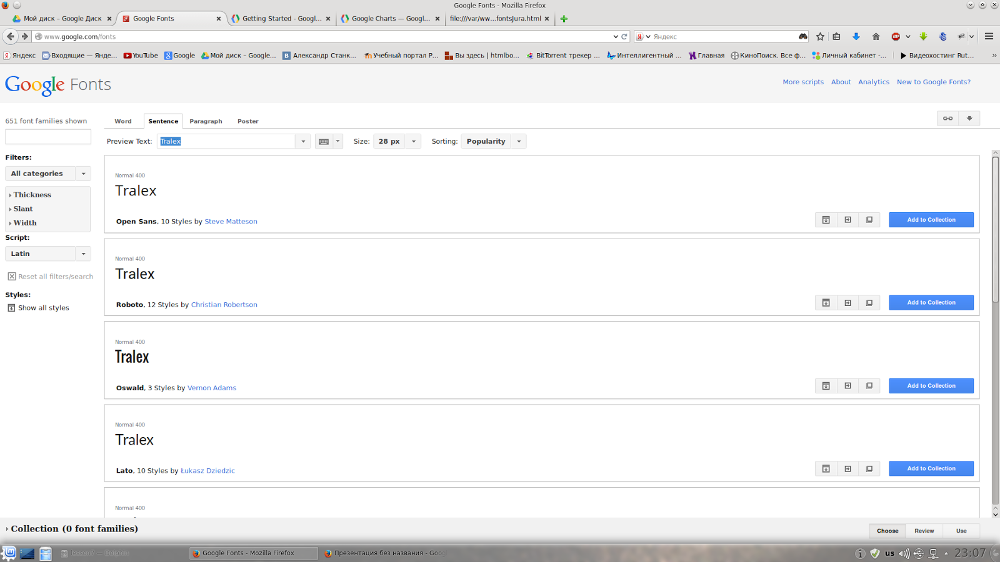 Google Fonts - Mozilla Firefox
Мой диск – Google Диск
Google Fonts
Getting Started - Googl...
Google Charts — Googl...
file:///var/ww...fontsJura.html
www.google.com/fonts
Яндекс
Яндекс
Входящие — Янде...
YouTube
Google
Мой диск – Google...
Александр Станк...
Учебный портал Р...
Вы здесь | htmlbo...
BitTorrent трекер ...
Интеллигентный ...
Главная
КиноПоиск. Все ф...
Личный кабинет -...
Видеохостинг Rut...
Google Fonts
More scripts About Analytics New to Google Fonts?
651 font families shown
Word Sentence Paragraph Poster
Preview Text: Tralex Size: 28 px Sorting: Popularity
Filters:
All categories
Thickness
Slant
Width
Script:
Latin
Reset all filters/search
Styles:
Show all styles
Normal 400
Tralex
Open Sans, 10 Styles by Steve Matteson
Add to Collection
Normal 400
Tralex
Roboto, 12 Styles by Christian Robertson
Add to Collection
Normal 400
Tralex
Oswald, 3 Styles by Vernon Adams
Add to Collection
Normal 400
Tralex
Lato, 10 Styles by Łukasz Dziedzic
Add to Collection
Normal 400
Collection (0 font families)
Choose Review Use
lesson7 — Dolphin
Google Fonts - Mozilla Firefox
Презентация без названия - Goo
us
23:07